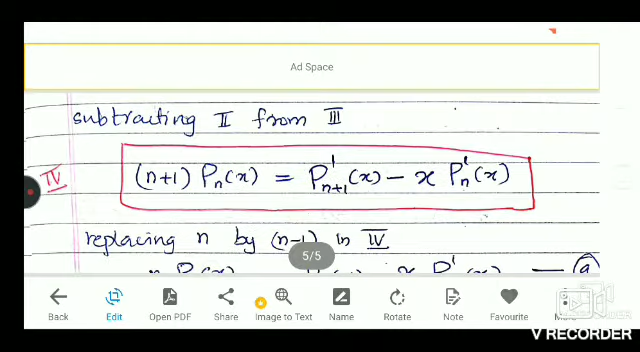 Ad Space
subtracting II from III
IV (n+1) Pn(x) = P'n+1(x) - x P'n(x)
replacing n by (n-1) in IV
5/5
Back Edit Open PDF Share Image to Text Name Rotate Note Favourite
V RECORDER